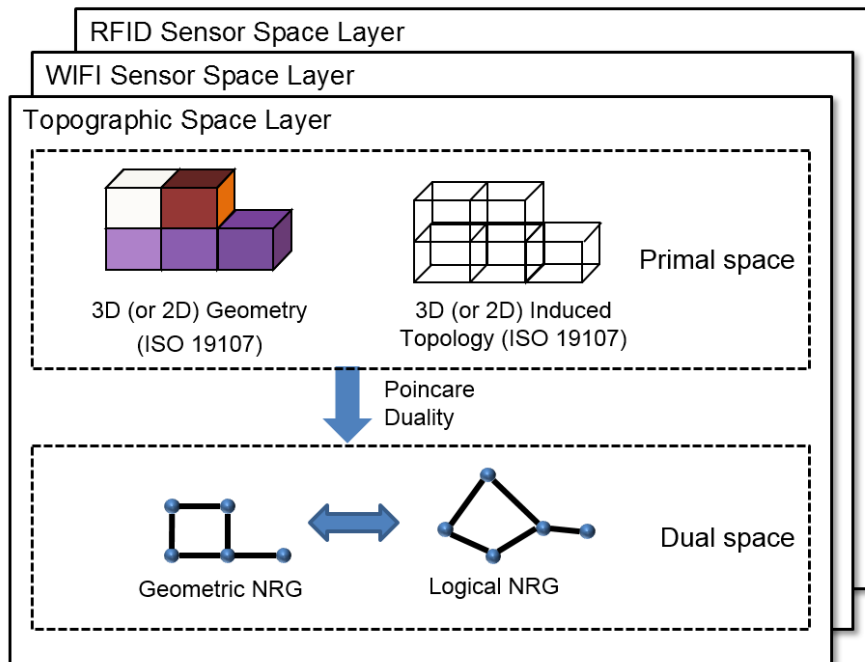 RFID Sensor Space Layer
WIFI Sensor Space Layer
Topographic Space Layer
3D (or 2D) Geometry
(ISO 19107)
3D (or 2D) Induced
Topology (ISO 19107)
Primal space
Poincare
Duality
Geometric NRG
Logical NRG
Dual space